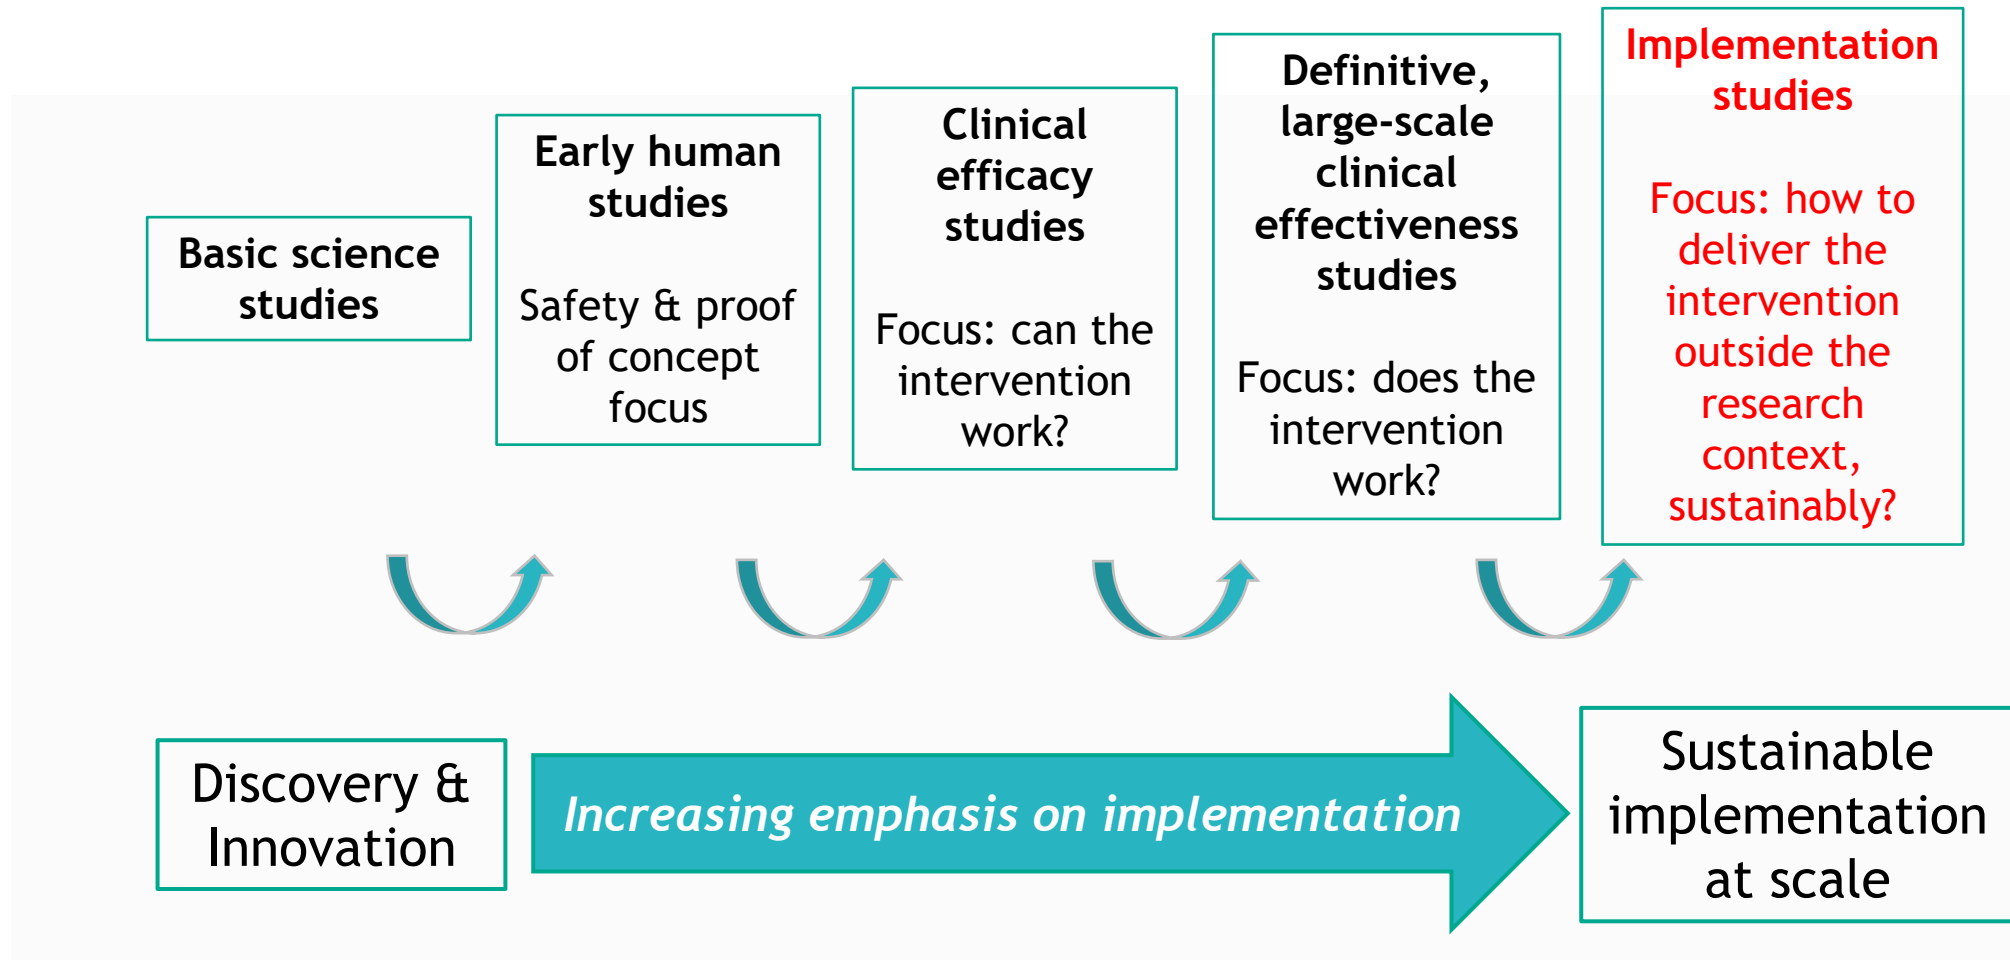 Basic science
studies
Early human
studies
Safety & proof
of concept
focus
Clinical
efficacy
studies
Focus: can the
intervention
work?
Definitive,
large-scale
clinical
effectiveness
studies
Focus: does the
intervention
work?
Implementation
studies
Focus: how to
deliver the
intervention
outside the
research
context,
sustainably?
Discovery &
Innovation
Increasing emphasis on implementation
Sustainable
implementation
at scale